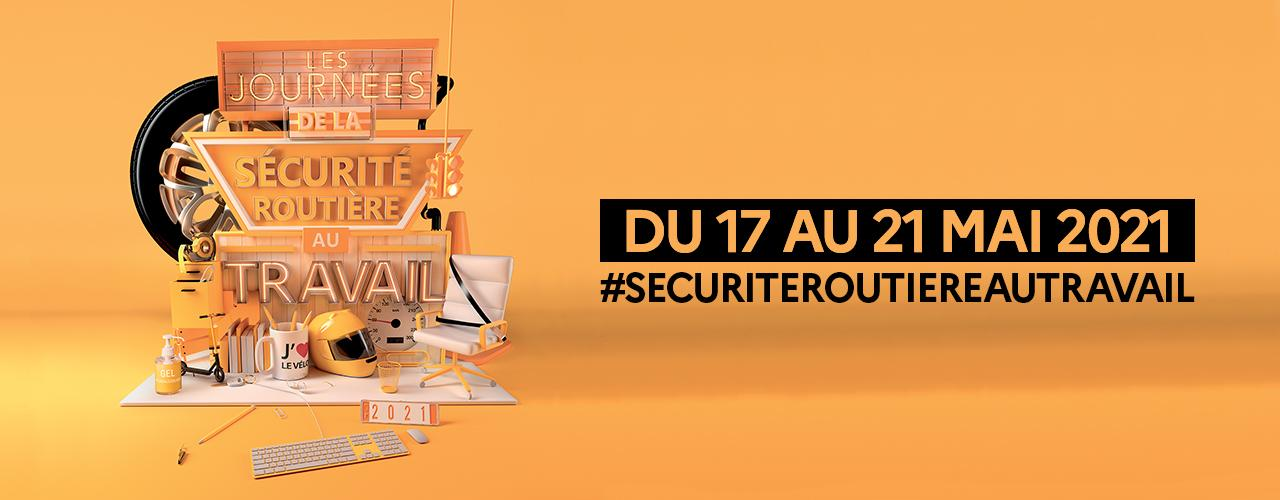 LES
JOURNÉES
DE LA
SÉCURITÉ
ROUTIÈRE
AU
TRAVAIL
DU 17 AU 21 MAI 2021
#SECURITEROUTIEREAUTRAVAIL
J'❤
LE VÉLO
GEL
2021